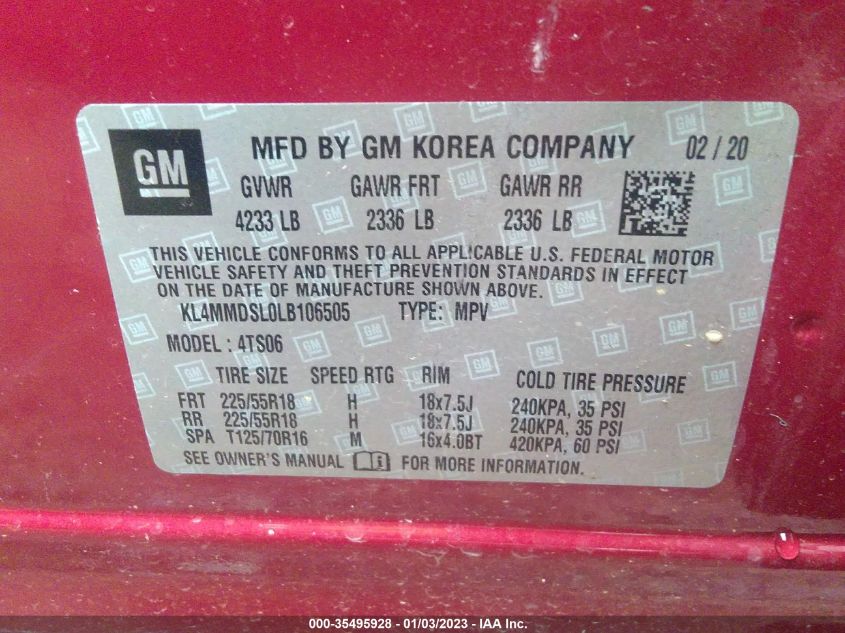 GM MFD BY GM KOREA COMPANY 02 / 20
GVWR GAWR FRT GAWR RR
4233 LB 2336 LB 2336 LB
THIS VEHICLE CONFORMS TO ALL APPLICABLE U.S. FEDERAL MOTOR
VEHICLE SAFETY AND THEFT PREVENTION STANDARDS IN EFFECT
ON THE DATE OF MANUFACTURE SHOWN ABOVE.
KL4MMDSL0LB106505 TYPE: MPV
MODEL : 4TS06
TIRE SIZE SPEED RTG RIM COLD TIRE PRESSURE
FRT 225/55R18 H 18x7.5J 240KPA, 35 PSI
RR 225/55R18 H 18x7.5J 240KPA, 35 PSI
SPA T125/70R16 M 16x4.0BT 420KPA, 60 PSI
SEE OWNER'S MANUAL FOR MORE INFORMATION.
000-35495928 - 01/03/2023 - IAA Inc.